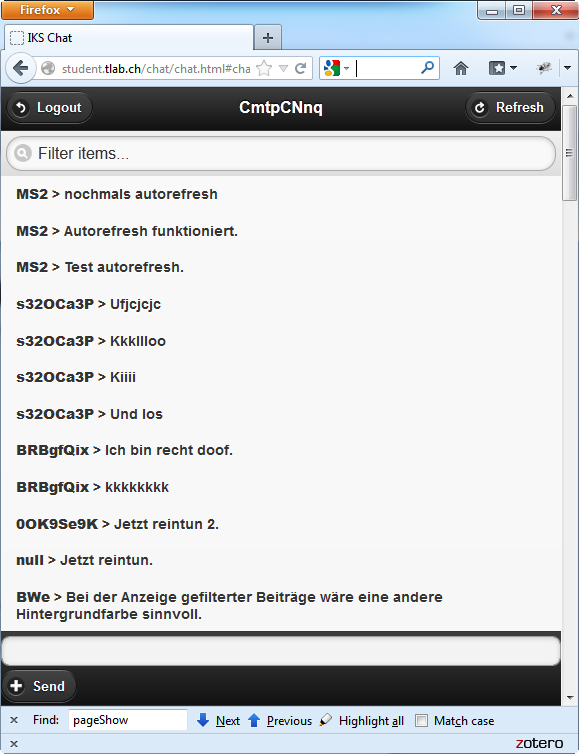 Firefox
IKS Chat
student.tlab.ch/chat/chat.html#cha
Logout
CmtpCNnq
Refresh
Filter items...
MS2 > nochmals autorefresh
MS2 > Autorefresh funktioniert.
MS2 > Test autorefresh.
s32OCa3P > Ufjcjcjc
s32OCa3P > Kkkllloo
s32OCa3P > Kiiii
s32OCa3P > Und los
BRBgfQix > Ich bin recht doof.
BRBgfQix > kkkkkkkk
0OK9Se9K > Jetzt reintun 2.
null > Jetzt reintun.
BWe > Bei der Anzeige gefilterter Beiträge wäre eine andere
Hintergrundfarbe sinnvoll.
Send
Find: pageShow Next Previous Highlight all Match case
zotero